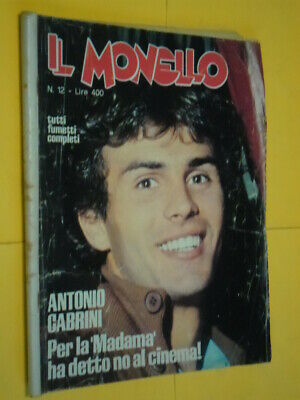 IL MONELLO
N. 12 - Lire 400
tutti
fumetti
completi
ANTONIO
CABRINI
Per la 'Madama'
ha detto no al cinema!